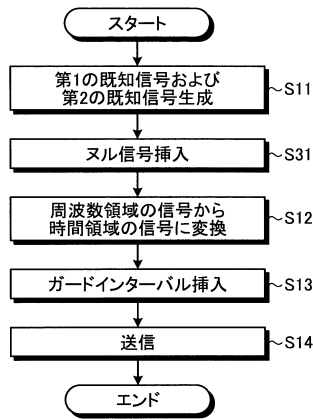 スタート
第1の既知信号および
第2の既知信号生成
~S11
ヌル信号挿入
~S31
周波数領域の信号から
時間領域の信号に変換
~S12
ガードインターバル挿入
~S13
送信
~S14
エンド